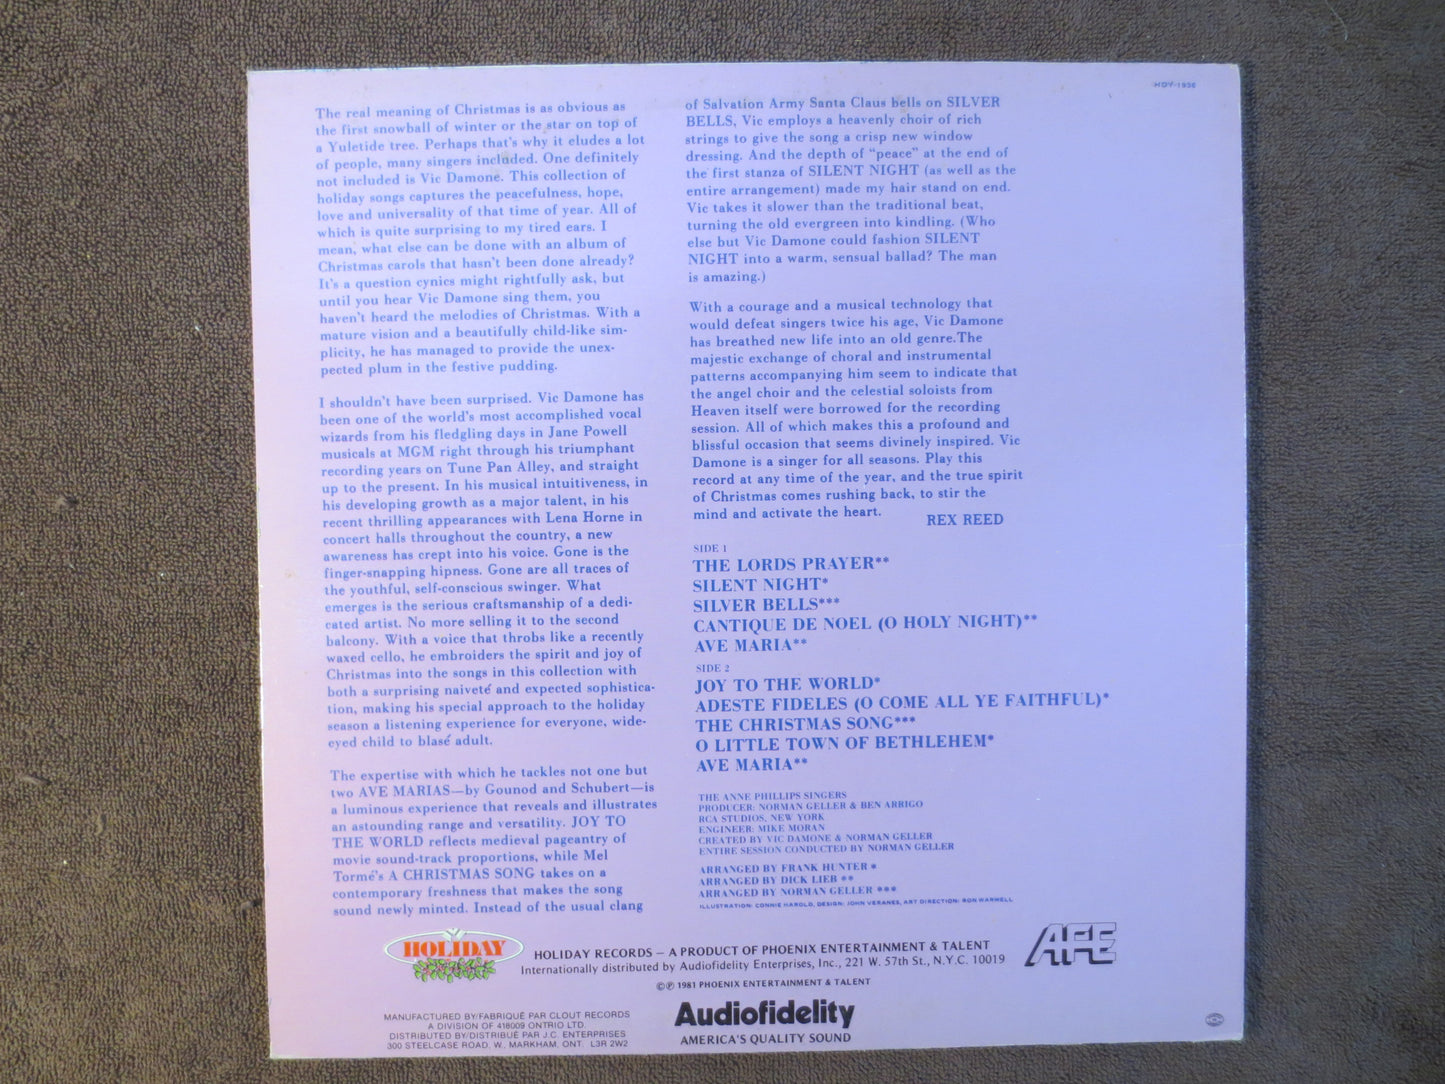 HDY-1936
The real meaning of Christmas is as obvious as
the first snowball of winter or the star on top of
a Yuletide tree. Perhaps that's why it eludes a lot
of people, many singers included. One definitely
not included is Vic Damone. This collection of
holiday songs captures the peacefulness, hope,
love and universality of that time of year. All of
which is quite surprising to my tired ears. I
mean, what else can be done with an album of
Christmas carols that hasn't been done already?
It's a question cynics might rightfully ask, but
until you hear Vic Damone sing them, you
haven't heard the melodies of Christmas. With a
mature vision and a beautifully child-like sim-
plicity, he has managed to provide the unex-
pected plum in the festive pudding.
I shouldn't have been surprised. Vic Damone has
been one of the world's most accomplished vocal
wizards from his fledgling days in Jane Powell
musicals at MGM right through his triumphant
recording years on Tune Pan Alley, and straight
up to the present. In his musical intuitiveness, in
his developing growth as a major talent, in his
recent thrilling appearances with Lena Horne in
concert halls throughout the country, a new
awareness has crept into his voice. Gone is the
finger-snapping hipness. Gone are all traces of
the youthful, self-conscious swinger. What
emerges is the serious craftsmanship of a dedi-
cated artist. No more selling it to the second
balcony. With a voice that throbs like a recently
waxed cello, he embroiders the spirit and joy of
Christmas into the songs in this collection with
both a surprising naiveté and expected sophistica-
tion, making his special approach to the holiday
season a listening experience for everyone, wide-
eyed child to blasé adult.
The expertise with which he tackles not one but
two AVE MARIAS—by Gounod and Schubert—is
a luminous experience that reveals and illustrates
an astounding range and versatility. JOY TO
THE WORLD reflects medieval pageantry of
movie sound-track proportions, while Mel
Tormé's A CHRISTMAS SONG takes on a
contemporary freshness that makes the song
sound newly minted. Instead of the usual clang
of Salvation Army Santa Claus bells on SILVER
BELLS, Vic employs a heavenly choir of rich
strings to give the song a crisp new window
dressing. And the depth of "peace" at the end of
the first stanza of SILENT NIGHT (as well as the
entire arrangement) made my hair stand on end.
Vic takes it slower than the traditional beat,
turning the old evergreen into kindling. (Who
else but Vic Damone could fashion SILENT
NIGHT into a warm, sensual ballad? The man
is amazing.)
With a courage and a musical technology that
would defeat singers twice his age, Vic Damone
has breathed new life into an old genre.The
majestic exchange of choral and instrumental
patterns accompanying him seem to indicate that
the angel choir and the celestial soloists from
Heaven itself were borrowed for the recording
session. All of which makes this a profound and
blissful occasion that seems divinely inspired. Vic
Damone is a singer for all seasons. Play this
record at any time of the year, and the true spirit
of Christmas comes rushing back, to stir the
mind and activate the heart.
REX REED
SIDE 1
THE LORDS PRAYER**
SILENT NIGHT*
SILVER BELLS***
CANTIQUE DE NOEL (O HOLY NIGHT)**
AVE MARIA**
SIDE 2
JOY TO THE WORLD*
ADESTE FIDELES (O COME ALL YE FAITHFUL)*
THE CHRISTMAS SONG***
O LITTLE TOWN OF BETHLEHEM*
AVE MARIA**
THE ANNE PHILLIPS SINGERS
PRODUCER: NORMAN GELLER & BEN ARRIGO
RCA STUDIOS, NEW YORK
ENGINEER: MIKE MORAN
CREATED BY VIC DAMONE & NORMAN GELLER
ENTIRE SESSION CONDUCTED BY NORMAN GELLER
ARRANGED BY FRANK HUNTER *
ARRANGED BY DICK LIEB **
ARRANGED BY NORMAN GELLER ***
ILLUSTRATION: CONNIE HAROLD, DESIGN: JOHN VERANES, ART DIRECTION: RON WARWELL
HOLIDAY
HOLIDAY RECORDS – A PRODUCT OF PHOENIX ENTERTAINMENT & TALENT
Internationally distributed by Audiofidelity Enterprises, Inc., 221 W. 57th St., N.Y.C. 10019
©℗ 1981 PHOENIX ENTERTAINMENT & TALENT
AFE
MANUFACTURED BY/FABRIQUÉ PAR CLOUT RECORDS
A DIVISION OF 418009 ONTRIO LTD.
DISTRIBUTED BY/DISTRIBUÉ PAR J.C. ENTERPRISES
300 STEELCASE ROAD, W., MARKHAM, ONT. L3R 2W2
Audiofidelity
AMERICA'S QUALITY SOUND